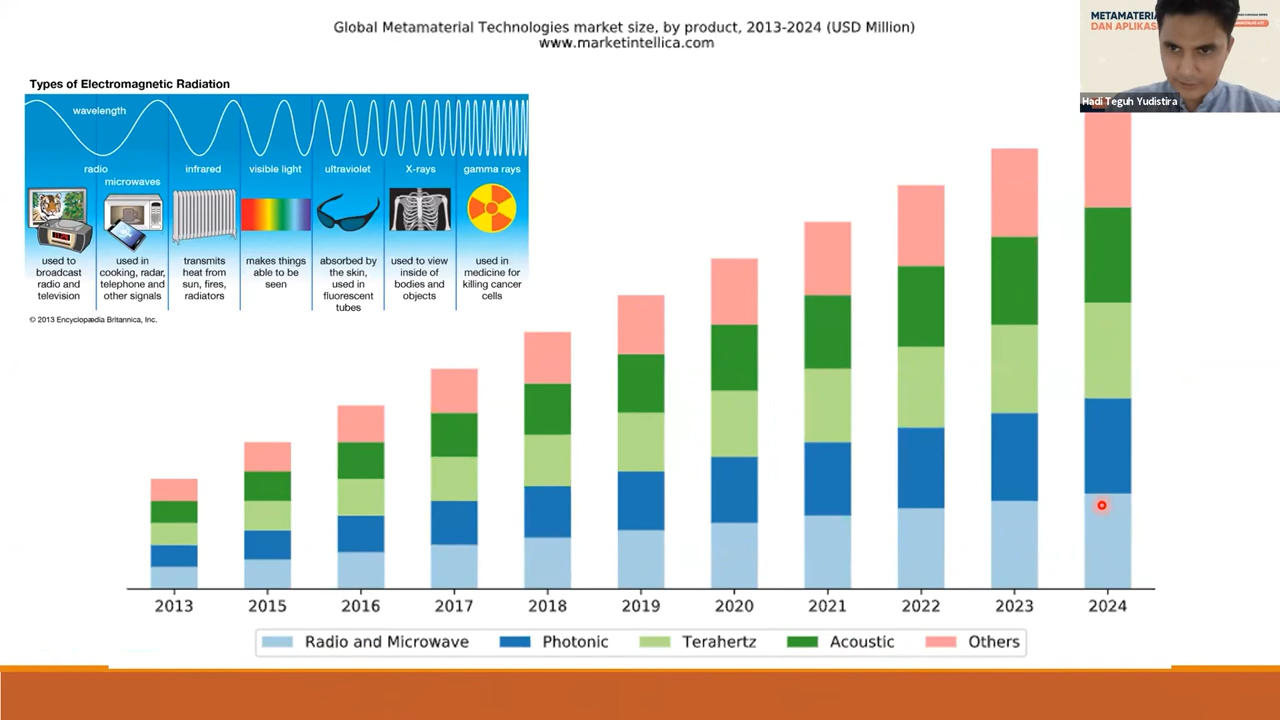 Global Metamaterial Technologies market size, by product, 2013-2024 (USD Million)
www.marketintellica.com
METAMATERIA
DAN APLIKAS
Hadi Teguh Yudistira
Types of Electromagnetic Radiation
wavelength
radio
microwaves
infrared
visible light
ultraviolet
X-rays
gamma rays
used to
broadcast
radio and
television
used in
cooking, radar,
telephone and
other signals
transmits
heat from
sun, fires,
radiators
makes things
able to be
seen
absorbed by
the skin,
used in
fluorescent
tubes
used to view
inside of
bodies and
objects
used in
medicine for
killing cancer
cells
© 2013 Encyclopædia Britannica, Inc.
2013 2015 2016 2017 2018 2019 2020 2021 2022 2023 2024
Radio and Microwave Photonic Terahertz Acoustic Others